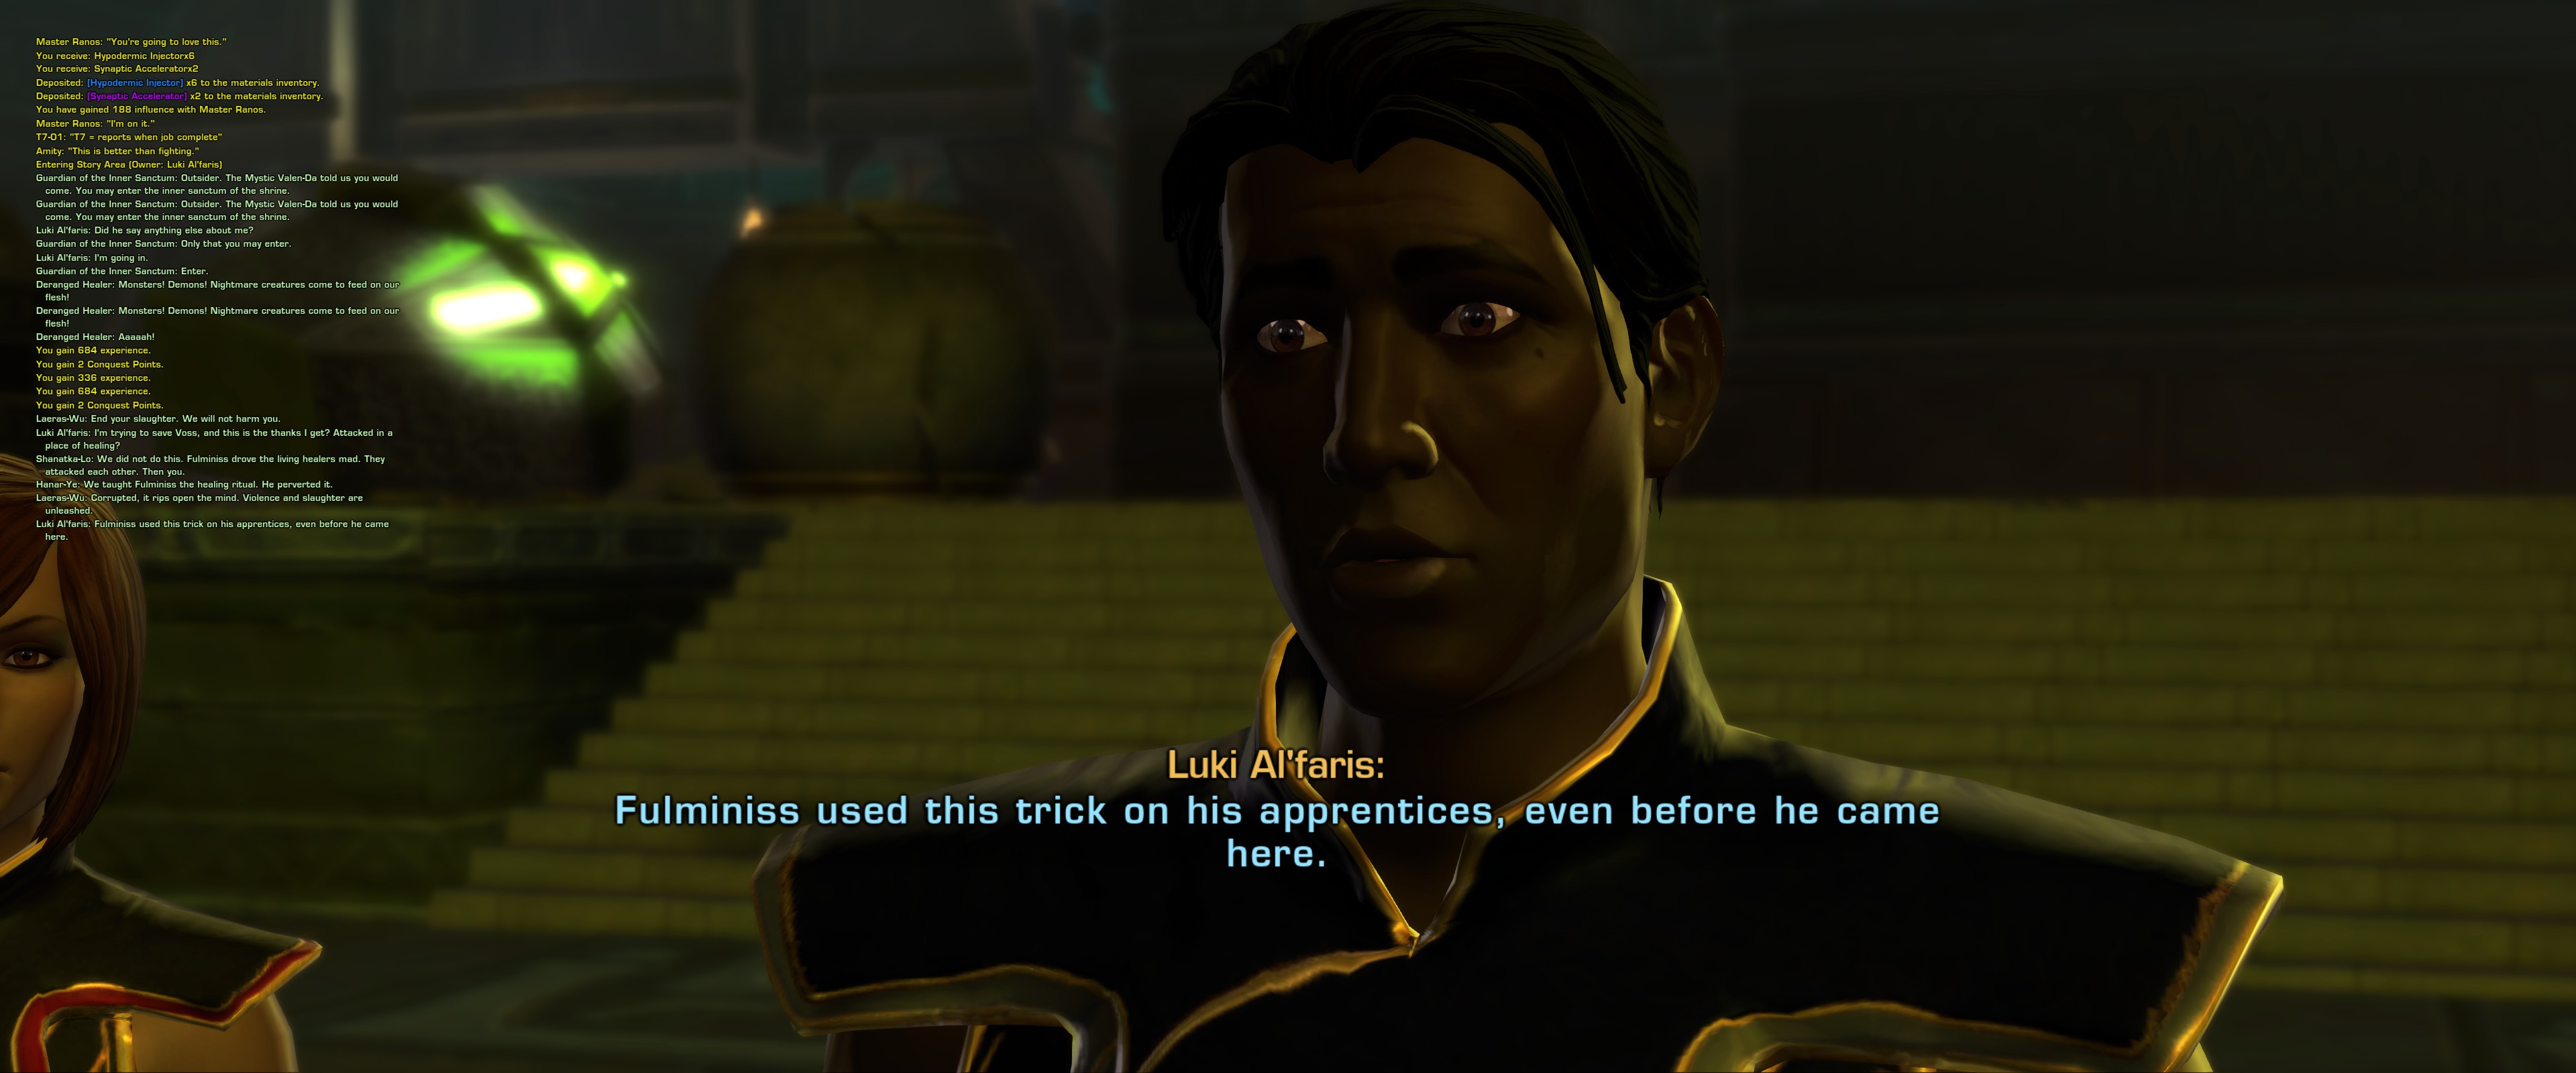 Master Ranos: "You're going to love this."
You receive: Hypodermic Injectorx6
You receive: Synaptic Acceleratorx2
Deposited: [Hypodermic Injector] x6 to the materials inventory.
Deposited: [Synaptic Accelerator] x2 to the materials inventory.
You have gained 188 influence with Master Ranos.
Master Ranos: "I'm on it."
T7-01: "T7 = reports when job complete"
Amity: "This is better than fighting."
Entering Story Area (Owner: Luki Al'faris)
Guardian of the Inner Sanctum: Outsider. The Mystic Valen-Da told us you would
come. You may enter the inner sanctum of the shrine.
Guardian of the Inner Sanctum: Outsider. The Mystic Valen-Da told us you would
come. You may enter the inner sanctum of the shrine.
Luki Al'faris: Did he say anything else about me?
Guardian of the Inner Sanctum: Only that you may enter.
Luki Al'faris: I'm going in.
Guardian of the Inner Sanctum: Enter.
Deranged Healer: Monsters! Demons! Nightmare creatures come to feed on our
flesh!
Deranged Healer: Monsters! Demons! Nightmare creatures come to feed on our
flesh!
Deranged Healer: Aaaaah!
You gain 684 experience.
You gain 2 Conquest Points.
You gain 336 experience.
You gain 684 experience.
You gain 2 Conquest Points.
Laeras-Wu: End your slaughter. We will not harm you.
Luki Al'faris: I'm trying to save Voss, and this is the thanks I get? Attacked in a
place of healing?
Shanatka-Lo: We did not do this. Fulminiss drove the living healers mad. They
attacked each other. Then you.
Hanar-Ye: We taught Fulminiss the healing ritual. He perverted it.
Laeras-Wu: Corrupted, it rips open the mind. Violence and slaughter are
unleashed.
Luki Al'faris: Fulminiss used this trick on his apprentices, even before he came
here.
Luki Al'faris:
Fulminiss used this trick on his apprentices, even before he came
here.